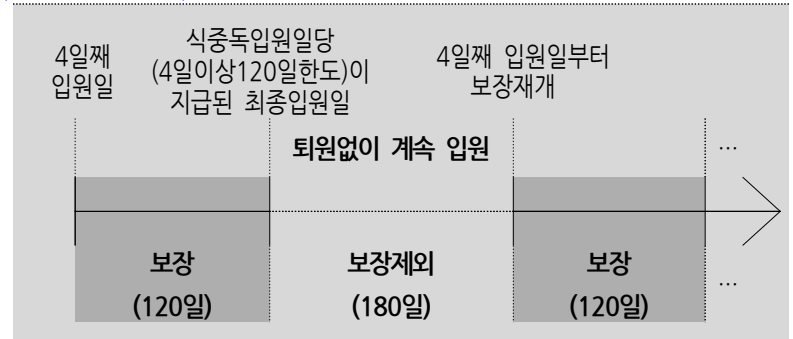 4일째
입원일
식중독입원일당
(4일이상120일한도)이
지급된 최종입원일
4일째 입원일부터
보장재개
퇴원없이 계속 입원
…
보장
(120일)
보장제외
(180일)
보장
(120일)
…